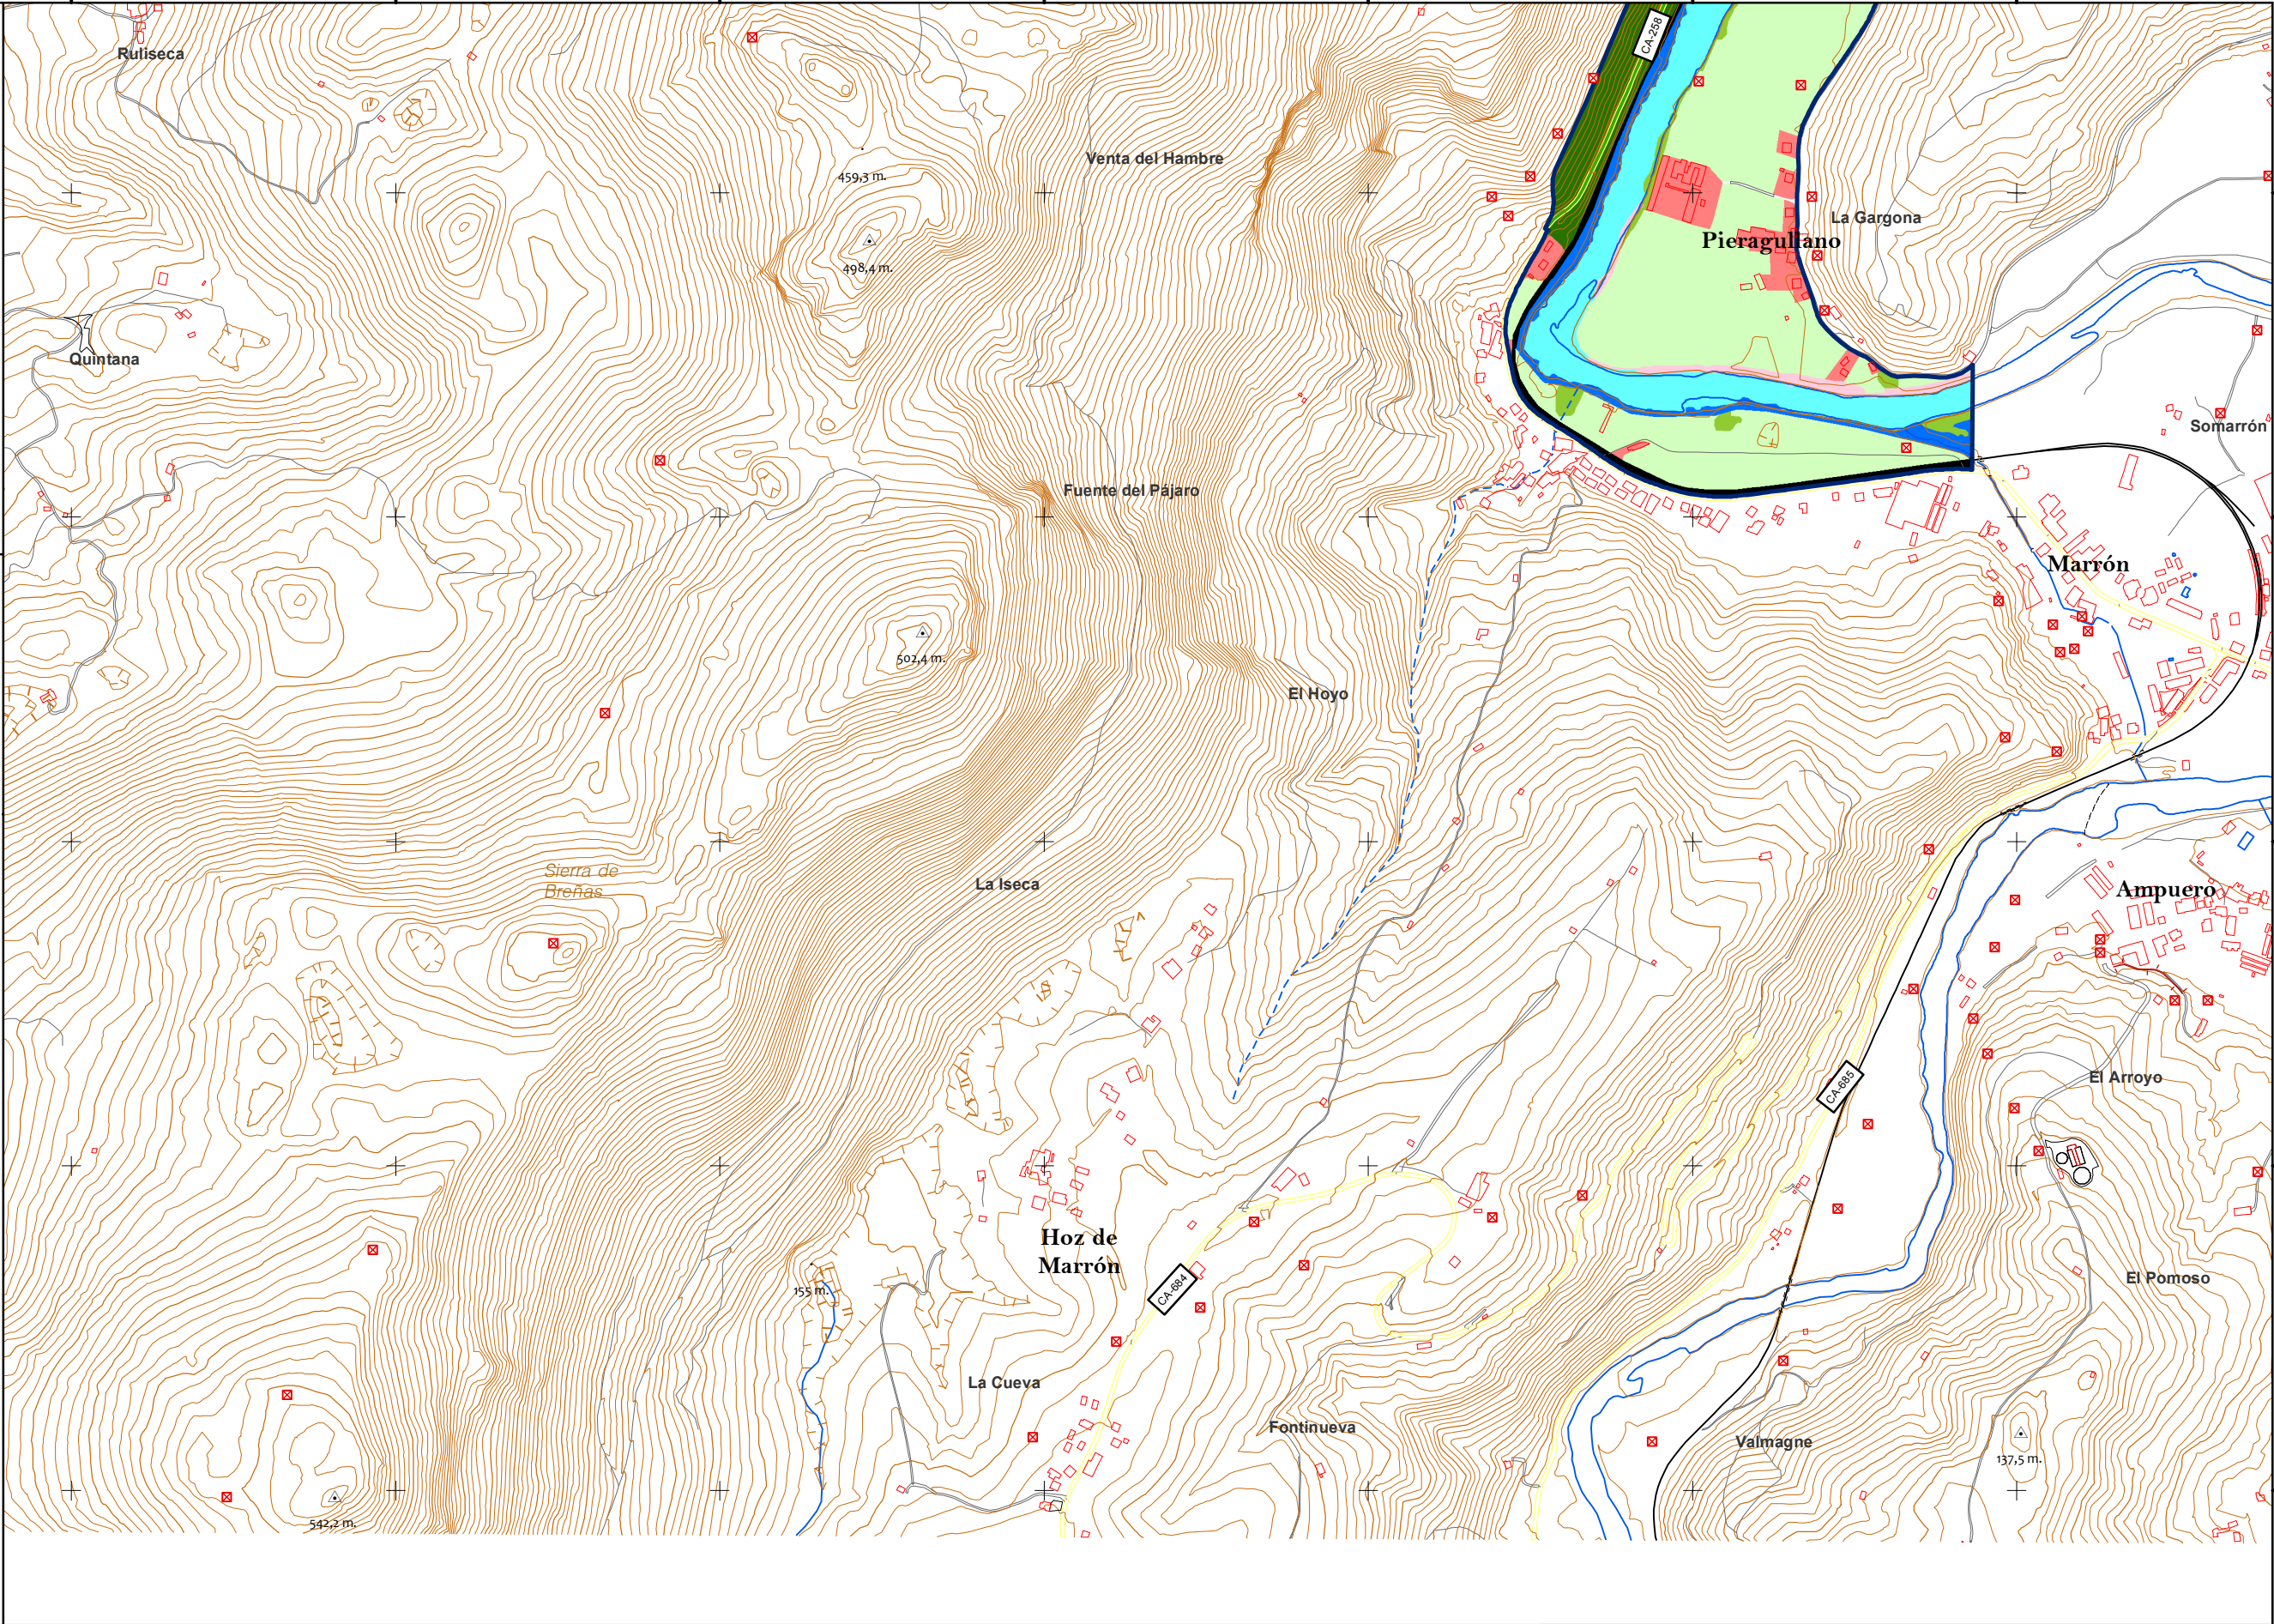 CA-258
Ruliseca
Venta del Hambre
459,3 m.
La Gargona
Pieragullano
498,4 m.
Quintana
Somarrón
Fuente del Pájaro
Marrón
502,4 m.
El Hoyo
Sierra de
Breñas
La Iseca
Ampuero
El Arroyo
CA-685
Hoz de
Marrón
El Pomoso
155 m.
CA-684
La Cueva
Fontinueva
Valmagne
137,5 m.
542,2 m.